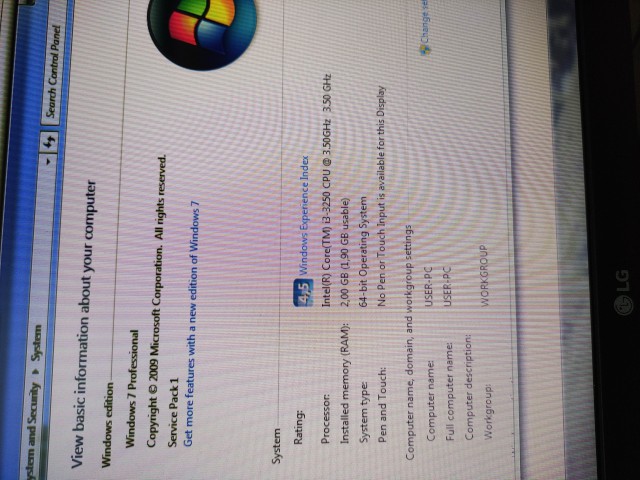 ystem and Security ▸ System
Search Control Panel
View basic information about your computer
Windows edition
Windows 7 Professional
Copyright © 2009 Microsoft Corporation. All rights reserved.
Service Pack 1
Get more features with a new edition of Windows 7
System
Rating: 4,5 Windows Experience Index
Processor: Intel(R) Core(TM) i3-3250 CPU @ 3.50GHz 3.50 GHz
Installed memory (RAM): 2,00 GB (1,90 GB usable)
System type: 64-bit Operating System
Pen and Touch: No Pen or Touch Input is available for this Display
Computer name, domain, and workgroup settings
Computer name: USER-PC
Change se
Full computer name: USER-PC
Computer description:
Workgroup: WORKGROUP
LG